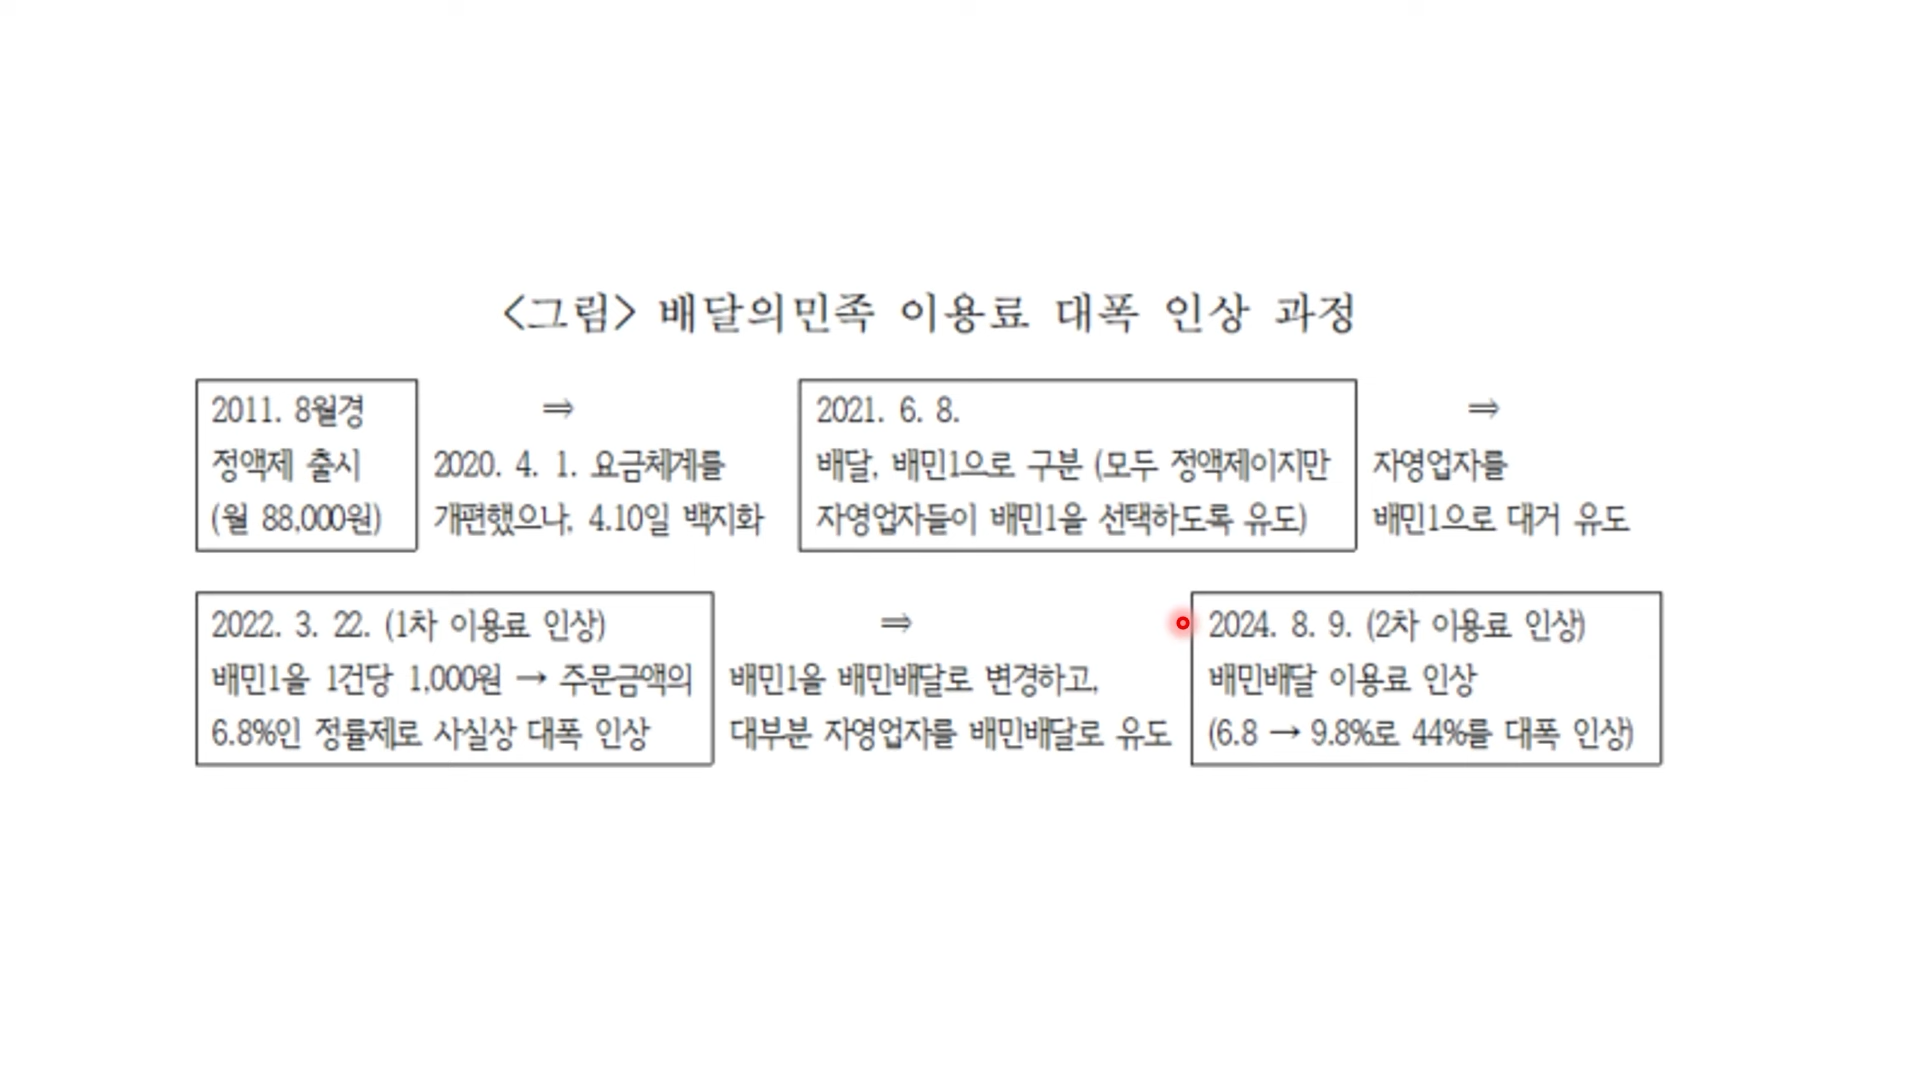 <그림> 배달의민족 이용료 대폭 인상 과정
2011. 8월경
정액제 출시
(월 88,000원)
⇒
2020. 4. 1. 요금체계를
개편했으나, 4.10일 백지화
2021. 6. 8.
배달, 배민1으로 구분 (모두 정액제이지만
자영업자들이 배민1을 선택하도록 유도)
⇒
자영업자를
배민1으로 대거 유도
2022. 3. 22. (1차 이용료 인상)
배민1을 1건당 1,000원 → 주문금액의
6.8%인 정률제로 사실상 대폭 인상
⇒
배민1을 배민배달로 변경하고,
대부분 자영업자를 배민배달로 유도
2024. 8. 9. (2차 이용료 인상)
배민배달 이용료 인상
(6.8 → 9.8%로 44%를 대폭 인상)